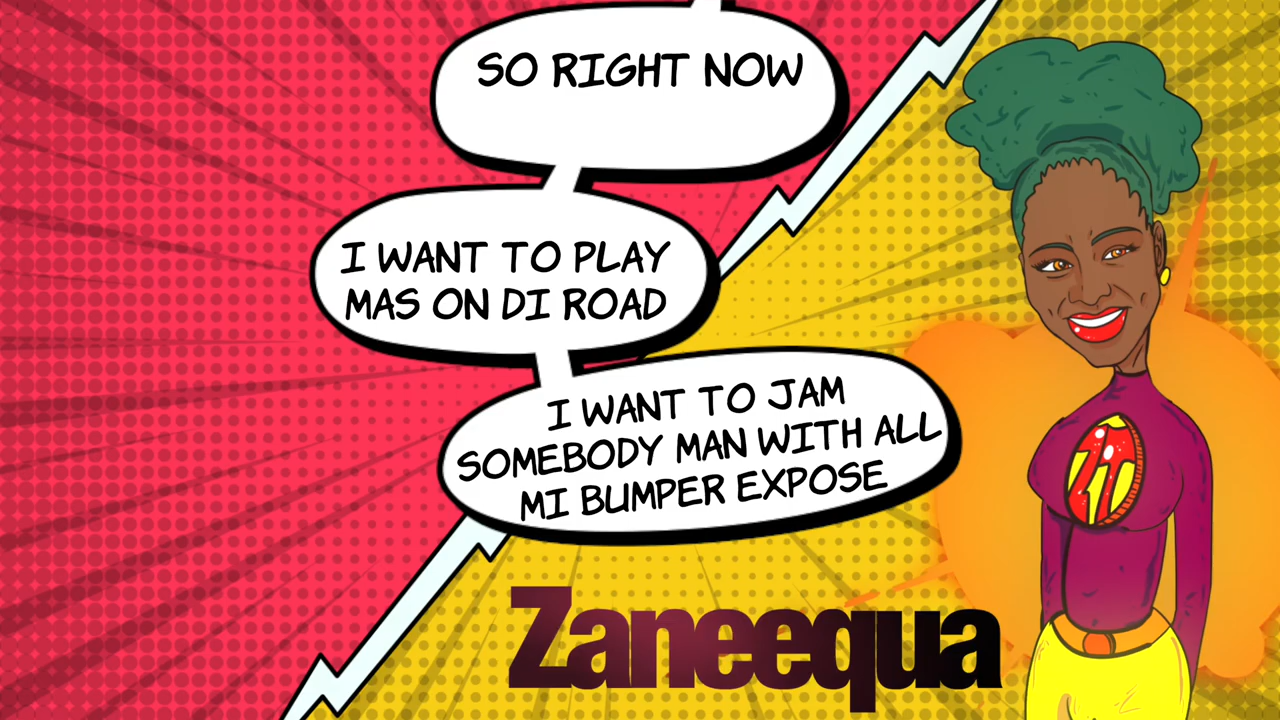 SO RIGHT NOW
I WANT TO PLAY
MAS ON DI ROAD
I WANT TO JAM
SOMEBODY MAN WITH ALL
MI BUMPER EXPOSE
Zaneequa